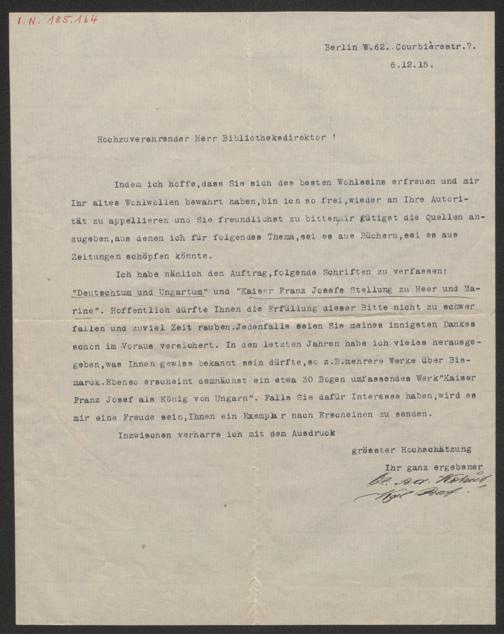 I.N. 185.164
Berlin W.62. Courbièrestr.7.
6.12.15.
Hochzuverehrender Herr Bibliotheksdirektor !
Indem ich hoffe,dass Sie sich des besten Wohlseins erfreuen und mir
Ihr altes Wohlwollen bewahrt haben,bin ich so frei,wieder an Ihre Autori-
tät zu appellieren und Sie freundlichst zu bitten,mir gütigst die Quellen an-
zugeben,aus denen ich für folgendes Thema,sei es aus Büchern,sei es aus
Zeitungen schöpfen könnte.
Ich habe nämlich den Auftrag,folgende Schriften zu verfassen:
"Deutschtum und Ungartum" und "Kaiser Franz Josefs Stellung zu Heer und Ma-
rine". Hoffentlich dürfte Ihnen die Erfüllung dieser Bitte nicht zu schwer
fallen und zuviel Zeit rauben.Jedenfalls seien Sie meines innigsten Dankes
schon im Voraus versichert. In den letzten Jahren habe ich vieles herausge-
geben,was Ihnen gewiss bekannt sein dürfte,so z.B.mehrere Werke über Bis-
marck.Ebenso erscheint demnächst ein etwa 30 Bogen umfassendes Werk"Kaiser
Franz Josef als König von Ungarn". Falls Sie dafür Interesse haben,wird es
mir eine Freude sein,Ihnen ein Exemplar nach Erscheinen zu senden.
Inzwischen verharre ich mit dem Ausdruck
grösster Hochschätzung
Ihr ganz ergebener
Kohut